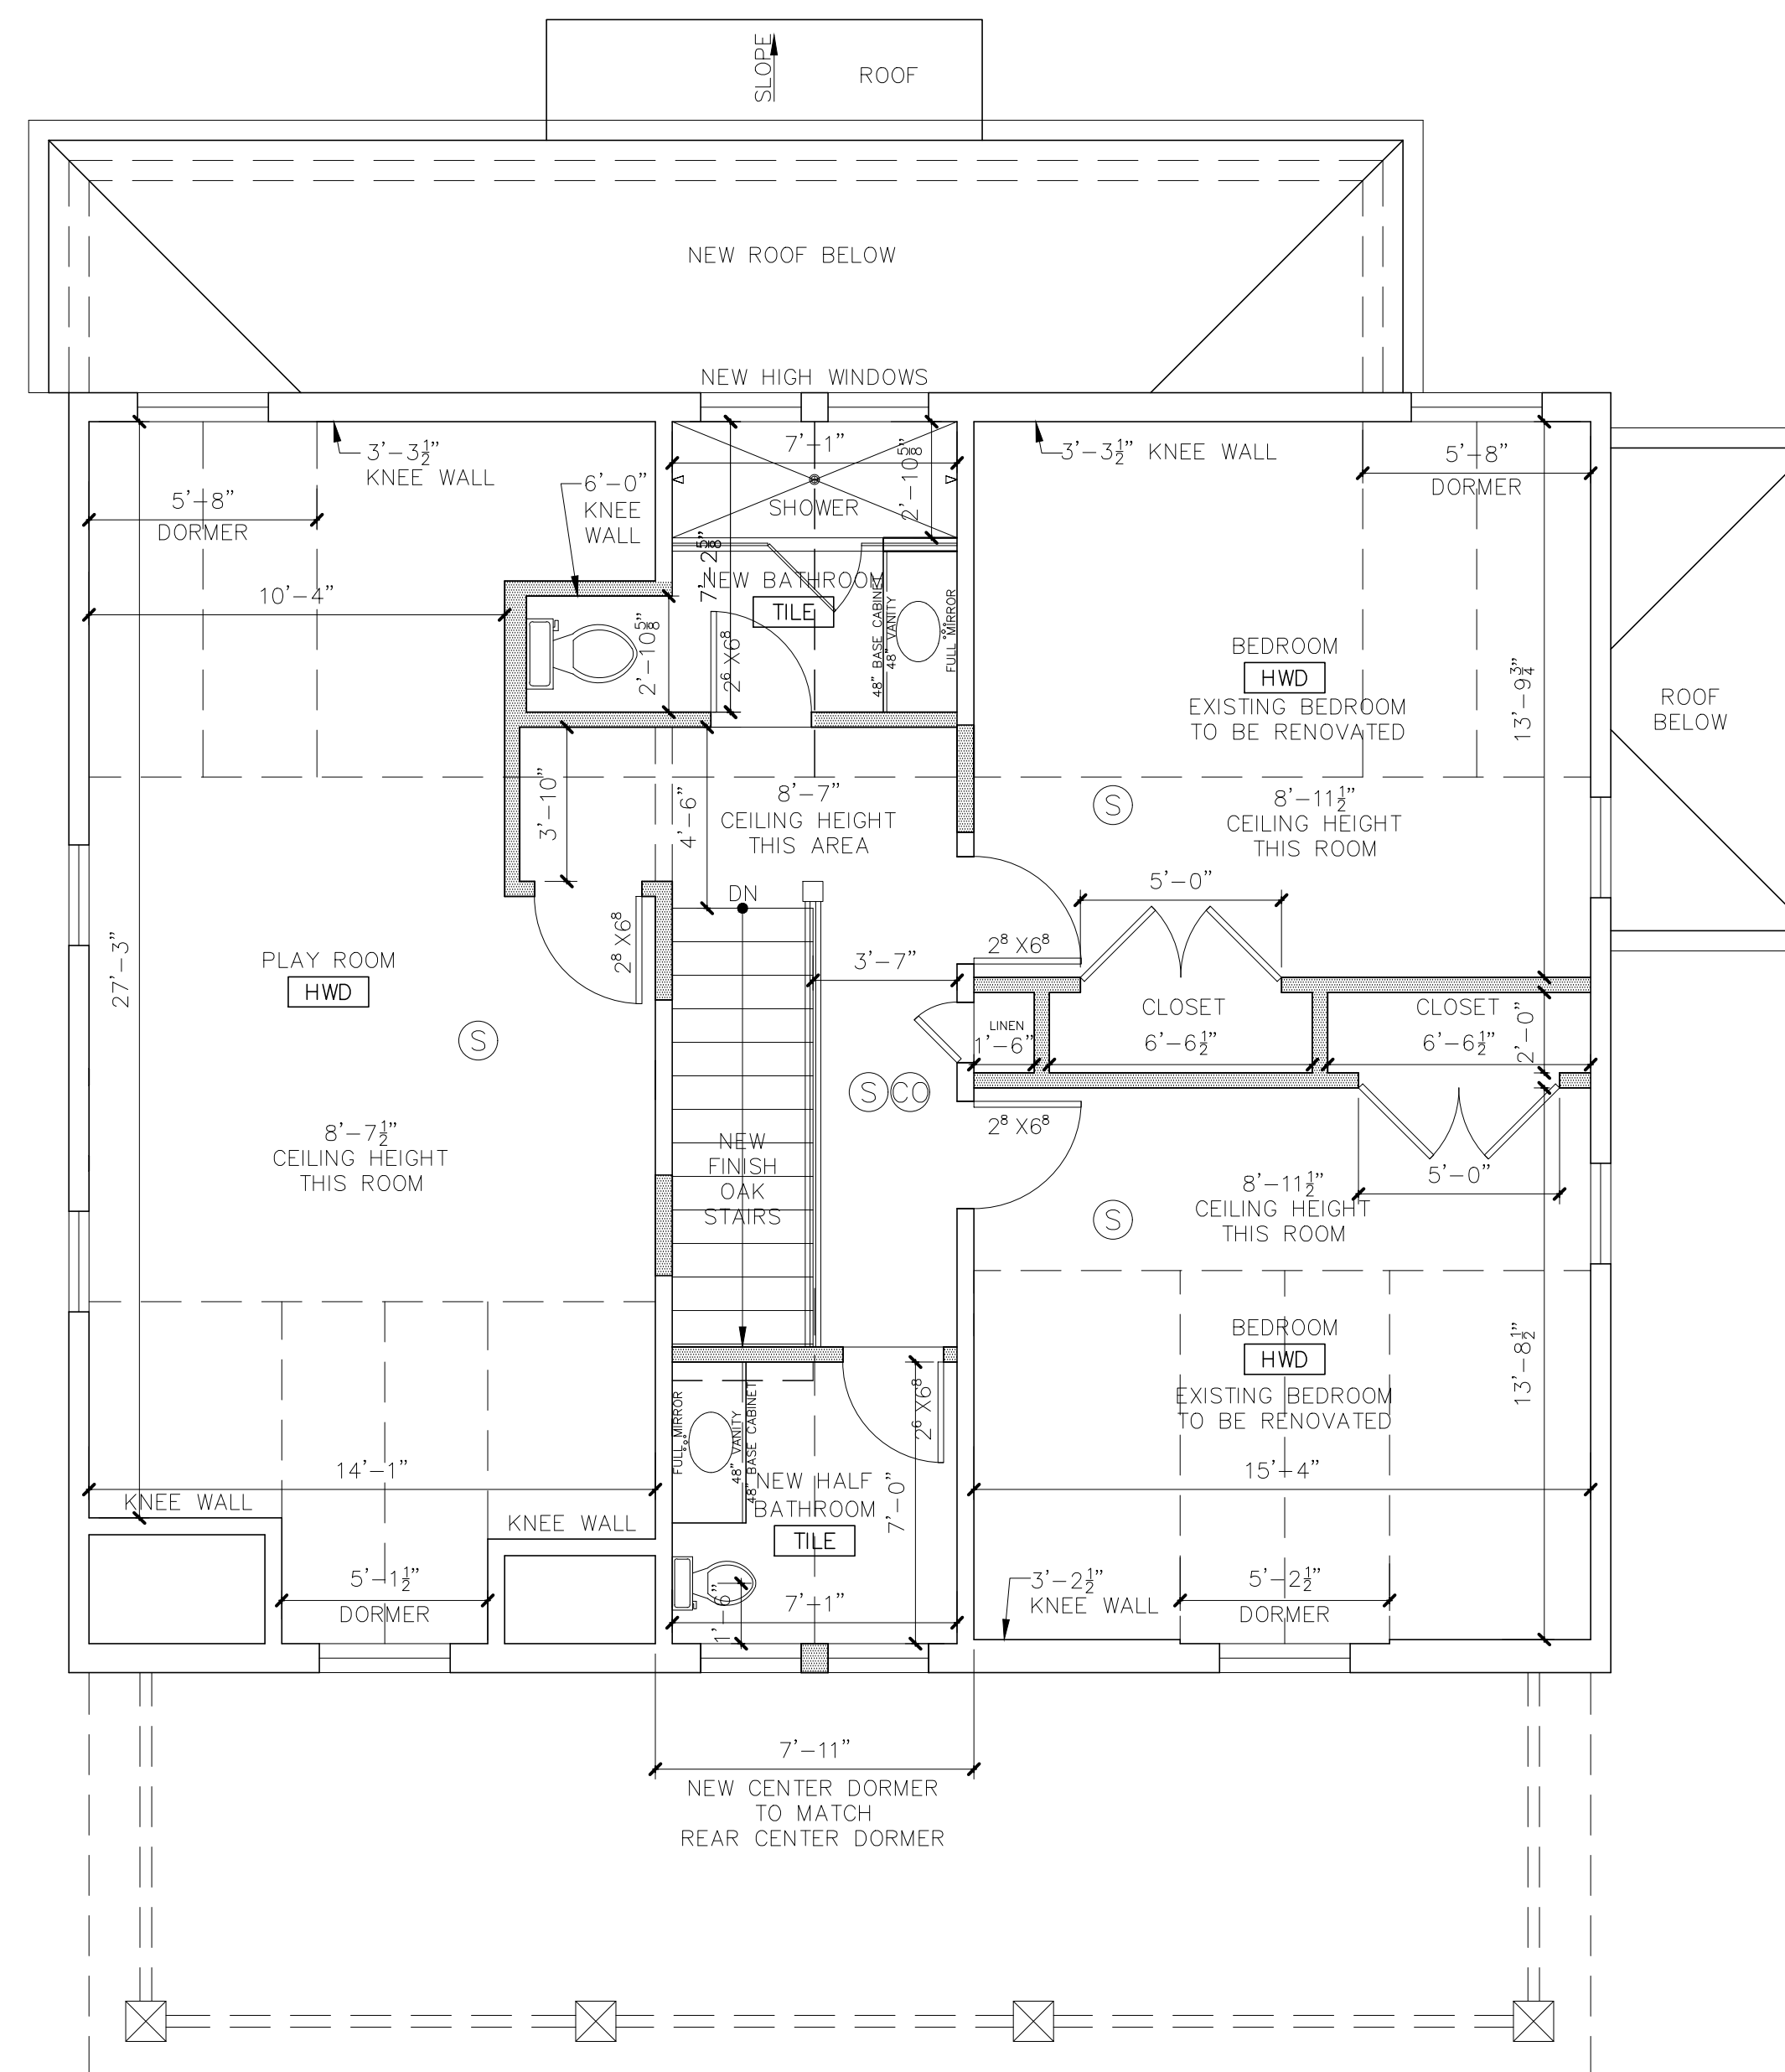 SLOPE
ROOF
NEW ROOF BELOW
NEW HIGH WINDOWS
3'-3½"
KNEE WALL
5'-8"
DORMER
6'-0"
KNEE
WALL
7'-1"
2'-10⅝"
SHOWER
3'-3½" KNEE WALL
5'-8"
DORMER
10'-4"
7'-2⅝"
NEW BATHROOM
TILE
2'-10⅝"
2⁶ X6⁸
48" BASE CABINET
48" VANITY
FULL MIRROR
BEDROOM
HWD
EXISTING BEDROOM
TO BE RENOVATED
13'-9¾"
ROOF
BELOW
3'-10"
4'-6"
8'-7"
CEILING HEIGHT
THIS AREA
S
8'-11½"
CEILING HEIGHT
THIS ROOM
DN
5'-0"
27'-3"
PLAY ROOM
HWD
2⁸ X6⁸
3'-7"
2⁸ X6⁸
S
LINEN
1'-6"
CLOSET
6'-6½"
CLOSET
6'-6½"
2'-0"
S
CO
2⁸ X6⁸
8'-7½"
CEILING HEIGHT
THIS ROOM
NEW
FINISH
OAK
STAIRS
5'-0"
S
8'-11½"
CEILING HEIGHT
THIS ROOM
BEDROOM
HWD
EXISTING BEDROOM
TO BE RENOVATED
13'-8½"
FULL MIRROR
48" VANITY
48" BASE CABINET
2⁶ X6⁸
14'-1"
15'-4"
KNEE WALL
KNEE WALL
NEW HALF
BATHROOM
TILE
7'-0"
5'-1½"
DORMER
1'-6"
7'-1"
3'-2½"
KNEE WALL
5'-2½"
DORMER
7'-11"
NEW CENTER DORMER
TO MATCH
REAR CENTER DORMER